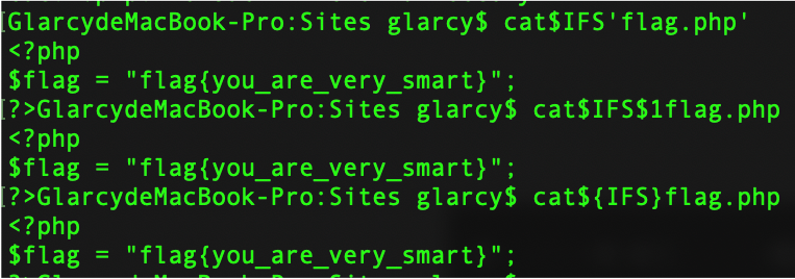 [GlarcydeMacBook-Pro:Sites glarcy$ cat$IFS'flag.php'
<?php
$flag = "flag{you_are_very_smart}";
[?>GlarcydeMacBook-Pro:Sites glarcy$ cat$IFS$1flag.php
<?php
$flag = "flag{you_are_very_smart}";
[?>GlarcydeMacBook-Pro:Sites glarcy$ cat${IFS}flag.php
<?php
$flag = "flag{you_are_very_smart}";